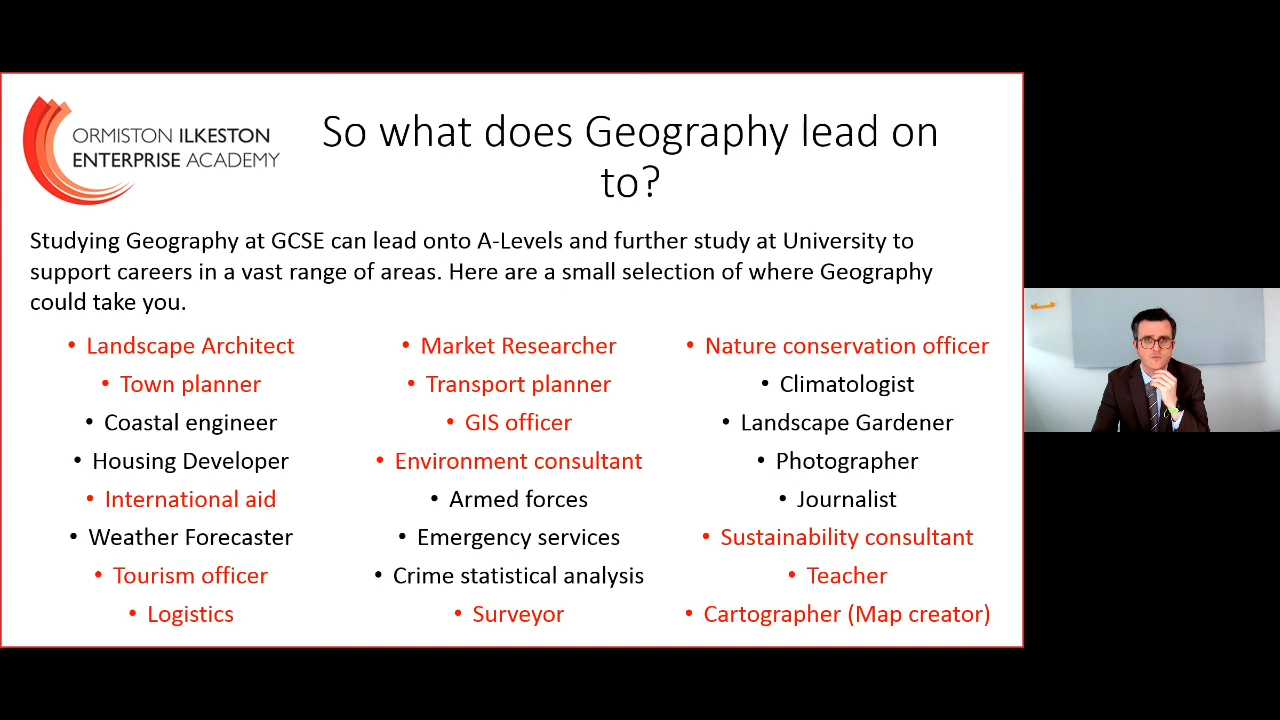 ORMISTON ILKESTON
ENTERPRISE ACADEMY
So what does Geography lead on
to?
Studying Geography at GCSE can lead onto A-Levels and further study at University to
support careers in a vast range of areas. Here are a small selection of where Geography
could take you.
• Landscape Architect
• Town planner
• Coastal engineer
• Housing Developer
• International aid
• Weather Forecaster
• Tourism officer
• Logistics
• Market Researcher
• Transport planner
• GIS officer
• Environment consultant
• Armed forces
• Emergency services
• Crime statistical analysis
• Surveyor
• Nature conservation officer
• Climatologist
• Landscape Gardener
• Photographer
• Journalist
• Sustainability consultant
• Teacher
• Cartographer (Map creator)